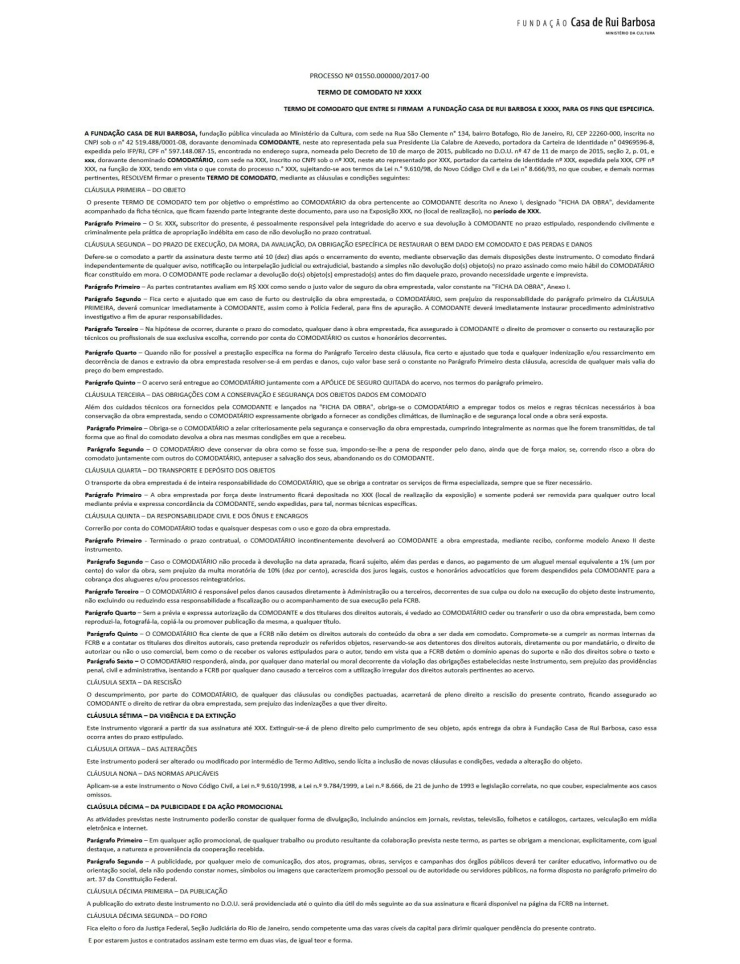 FUNDAÇÃO Casa de Rui Barbosa
MINISTÉRIO DA CULTURA
PROCESSO Nº 01550.000000/2017-00
TERMO DE COMODATO Nº XXXX
TERMO DE COMODATO QUE ENTRE SI FIRMAM A FUNDAÇÃO CASA DE RUI BARBOSA E XXXX, PARA OS FINS QUE ESPECIFICA.
A FUNDAÇÃO CASA DE RUI BARBOSA, fundação pública vinculada ao Ministério da Cultura, com sede na Rua São Clemente n° 134, bairro Botafogo, Rio de Janeiro, RJ, CEP 22260-000, inscrita no
CNPJ sob o n° 42 519.488/0001-08, doravante denominada COMODANTE, neste ato representada pela sua Presidente Lia Calabre de Azevedo, portadora da Carteira de Identidade n° 04969596-8,
expedida pelo IFP/RJ, CPF n° 597.148.087-15, encontrada no endereço supra, nomeada pelo Decreto de 10 de março de 2015, publicado no D.O.U. nº 47 de 11 de março de 2015, seção 2, p. 01, e
xxx, doravante denominado COMODATÁRIO, com sede na XXX, inscrito no CNPJ sob o nº XXX, neste ato representado por XXX, portador da carteira de identidade nº XXX, expedida pela XXX, CPF nº
XXX, na função de XXX, tendo em vista o que consta do processo n.° XXX, sujeitando-se aos termos da Lei n.° 9.610/98, do Novo Código Civil e da Lei n° 8.666/93, no que couber, e demais normas
pertinentes, RESOLVEM firmar o presente TERMO DE COMODATO, mediante as cláusulas e condições seguintes:
CLÁUSULA PRIMEIRA – DO OBJETO
O presente TERMO DE COMODATO tem por objetivo o empréstimo ao COMODATÁRIO da obra pertencente ao COMODANTE descrita no Anexo I, designado "FICHA DA OBRA", devidamente
acompanhado da ficha técnica, que ficam fazendo parte integrante deste documento, para uso na Exposição XXX, no (local de realização), no período de XXX.
Parágrafo Primeiro – O Sr. XXX, subscritor do presente, é pessoalmente responsável pela integridade do acervo e sua devolução à COMODANTE no prazo estipulado, respondendo civilmente e
criminalmente pela prática de apropriação indébita em caso de não devolução no prazo contratual.
CLÁUSULA SEGUNDA – DO PRAZO DE EXECUÇÃO, DA MORA, DA AVALIAÇÃO, DA OBRIGAÇÃO ESPECÍFICA DE RESTAURAR O BEM DADO EM COMODATO E DAS PERDAS E DANOS
Defere-se o comodato a partir da assinatura deste termo até 10 (dez) dias após o encerramento do evento, mediante observação das demais disposições deste instrumento. O comodato findará
independentemente de qualquer aviso, notificação ou interpelação judicial ou extrajudicial, bastando a simples não devolução do(s) objeto(s) no prazo assinado como meio hábil do COMODATÁRIO
ficar constituído em mora. O COMODANTE pode reclamar a devolução do(s) objeto(s) emprestado(s) antes do fim daquele prazo, provando necessidade urgente e imprevista.
Parágrafo Primeiro – As partes contratantes avaliam em R$ XXX como sendo o justo valor de seguro da obra emprestada, valor constante na "FICHA DA OBRA", Anexo I.
Parágrafo Segundo – Fica certo e ajustado que em caso de furto ou destruição da obra emprestada, o COMODATÁRIO, sem prejuízo da responsabilidade do parágrafo primeiro da CLÁUSULA
PRIMEIRA, deverá comunicar imediatamente à COMODANTE, assim como à Polícia Federal, para fins de apuração. A COMODANTE deverá imediatamente instaurar procedimento administrativo
investigativo a fim de apurar responsabilidades.
Parágrafo Terceiro – Na hipótese de ocorrer, durante o prazo do comodato, qualquer dano à obra emprestada, fica assegurado à COMODANTE o direito de promover o conserto ou restauração por
técnicos ou profissionais de sua exclusiva escolha, correndo por conta do COMODATÁRIO os custos e honorários decorrentes.
Parágrafo Quarto – Quando não for possível a prestação específica na forma do Parágrafo Terceiro desta cláusula, fica certo e ajustado que toda e qualquer indenização e/ou ressarcimento em
decorrência de danos e extravio da obra emprestada resolver-se-á em perdas e danos, cujo valor base será o constante no Parágrafo Primeiro desta cláusula, acrescida de qualquer mais valia do
preço do bem emprestado.
Parágrafo Quinto – O acervo será entregue ao COMODATÁRIO juntamente com a APÓLICE DE SEGURO QUITADA do acervo, nos termos do parágrafo primeiro.
CLÁUSULA TERCEIRA – DAS OBRIGAÇÕES COM A CONSERVAÇÃO E SEGURANÇA DOS OBJETOS DADOS EM COMODATO
Além dos cuidados técnicos ora fornecidos pela COMODANTE e lançados na "FICHA DA OBRA", obriga-se o COMODATÁRIO a empregar todos os meios e regras técnicas necessários à boa
conservação da obra emprestada, sendo o COMODATÁRIO expressamente obrigado a fornecer as condições climáticas, de iluminação e de segurança local onde a obra será exposta.
Parágrafo Primeiro – Obriga-se o COMODATÁRIO a zelar criteriosamente pela segurança e conservação da obra emprestada, cumprindo integralmente as normas que lhe forem transmitidas, de tal
forma que ao final do comodato devolva a obra nas mesmas condições em que a recebeu.
Parágrafo Segundo – O COMODATÁRIO deve conservar da obra como se fosse sua, impondo-se-lhe a pena de responder pelo dano, ainda que de força maior, se, correndo risco a obra do
comodato juntamente com outros do COMODATÁRIO, antepuser a salvação dos seus, abandonando os do COMODANTE.
CLÁUSULA QUARTA – DO TRANSPORTE E DEPÓSITO DOS OBJETOS
O transporte da obra emprestada é de inteira responsabilidade do COMODATÁRIO, que se obriga a contratar os serviços de firma especializada, sempre que se fizer necessário.
Parágrafo Primeiro – A obra emprestada por força deste instrumento ficará depositada no XXX (local de realização da exposição) e somente poderá ser removida para qualquer outro local
mediante prévia e expressa concordância da COMODANTE, sendo expedidas, para tal, normas técnicas específicas.
CLÁUSULA QUINTA – DA RESPONSABILIDADE CIVIL E DOS ÔNUS E ENCARGOS
Correrão por conta do COMODATÁRIO todas e quaisquer despesas com o uso e gozo da obra emprestada.
Parágrafo Primeiro - Terminado o prazo contratual, o COMODATÁRIO incontinentemente devolverá ao COMODANTE a obra emprestada, mediante recibo, conforme modelo Anexo II deste
instrumento.
Parágrafo Segundo – Caso o COMODATÁRIO não proceda à devolução na data aprazada, ficará sujeito, além das perdas e danos, ao pagamento de um aluguel mensal equivalente a 1% (um por
cento) do valor da obra, sem prejuízo da multa moratória de 10% (dez por cento), acrescida dos juros legais, custos e honorários advocatícios que forem despendidos pela COMODANTE para a
cobrança dos alugueres e/ou processos reintegratórios.
Parágrafo Terceiro – O COMODATÁRIO é responsável pelos danos causados diretamente à Administração ou a terceiros, decorrentes de sua culpa ou dolo na execução do objeto deste instrumento,
não excluindo ou reduzindo essa responsabilidade a fiscalização ou o acompanhamento de sua execução pela FCRB.
Parágrafo Quarto – Sem a prévia e expressa autorização da COMODANTE e dos titulares dos direitos autorais, é vedado ao COMODATÁRIO ceder ou transferir o uso da obra emprestada, bem como
reproduzi-la, fotografá-la, copiá-la ou promover publicação da mesma, a qualquer título.
Parágrafo Quinto – O COMODATÁRIO fica ciente de que a FCRB não detém os direitos autorais do conteúdo da obra a ser dada em comodato. Compromete-se a cumprir as normas internas da
FCRB e a contatar os titulares dos direitos autorais, caso pretenda reproduzir os referidos objetos, reservando-se aos detentores dos direitos autorais, diretamente ou por mandatário, o direito de
autorizar ou não o uso comercial, bem como o de receber os valores estipulados para o autor, tendo em vista que a FCRB detém o domínio apenas do suporte e não dos direitos sobre o texto e
Parágrafo Sexto – O COMODATÁRIO responderá, ainda, por qualquer dano material ou moral decorrente da violação das obrigações estabelecidas neste instrumento, sem prejuízo das providências
penal, civil e administrativa, isentando a FCRB por qualquer dano causado a terceiros com a utilização irregular dos direitos autorais pertinentes ao acervo.
CLÁUSULA SEXTA – DA RESCISÃO
O descumprimento, por parte do COMODATÁRIO, de qualquer das cláusulas ou condições pactuadas, acarretará de pleno direito a rescisão do presente contrato, ficando assegurado ao
COMODANTE o direito de retirar da obra emprestada, sem prejuízo das indenizações a que tiver direito.
CLÁUSULA SÉTIMA – DA VIGÊNCIA E DA EXTINÇÃO
Este instrumento vigorará a partir da sua assinatura até XXX. Extinguir-se-á de pleno direito pelo cumprimento de seu objeto, após entrega da obra à Fundação Casa de Rui Barbosa, caso essa
ocorra antes do prazo estipulado.
CLÁUSULA OITAVA – DAS ALTERAÇÕES
Este instrumento poderá ser alterado ou modificado por intermédio de Termo Aditivo, sendo lícita a inclusão de novas cláusulas e condições, vedada a alteração do objeto.
CLÁUSULA NONA – DAS NORMAS APLICÁVEIS
Aplicam-se a este instrumento o Novo Código Civil, a Lei n.º 9.610/1998, a Lei n.º 9.784/1999, a Lei n.º 8.666, de 21 de junho de 1993 e legislação correlata, no que couber, especialmente aos casos
omissos.
CLAÚSULA DÉCIMA – DA PULBICIDADE E DA AÇÃO PROMOCIONAL
As atividades previstas neste instrumento poderão constar de qualquer forma de divulgação, incluindo anúncios em jornais, revistas, televisão, folhetos e catálogos, cartazes, veiculação em mídia
eletrônica e internet.
Parágrafo Primeiro – Em qualquer ação promocional, de qualquer trabalho ou produto resultante da colaboração prevista neste termo, as partes se obrigam a mencionar, explicitamente, com igual
destaque, a natureza e proveniência da cooperação recebida.
Parágrafo Segundo – A publicidade, por qualquer meio de comunicação, dos atos, programas, obras, serviços e campanhas dos órgãos públicos deverá ter caráter educativo, informativo ou de
orientação social, dela não podendo constar nomes, símbolos ou imagens que caracterizem promoção pessoal ou de autoridade ou servidores públicos, na forma disposta no parágrafo primeiro do
art. 37 da Constituição Federal.
CLÁUSULA DÉCIMA PRIMEIRA – DA PUBLICAÇÃO
A publicação do extrato deste instrumento no D.O.U. será providenciada até o quinto dia útil do mês seguinte ao da sua assinatura e ficará disponível na página da FCRB na internet.
CLÁUSULA DÉCIMA SEGUNDA – DO FORO
Fica eleito o foro da Justiça Federal, Seção Judiciária do Rio de Janeiro, sendo competente uma das varas cíveis da capital para dirimir qualquer pendência do presente contrato.
E por estarem justos e contratados assinam este termo em duas vias, de igual teor e forma.